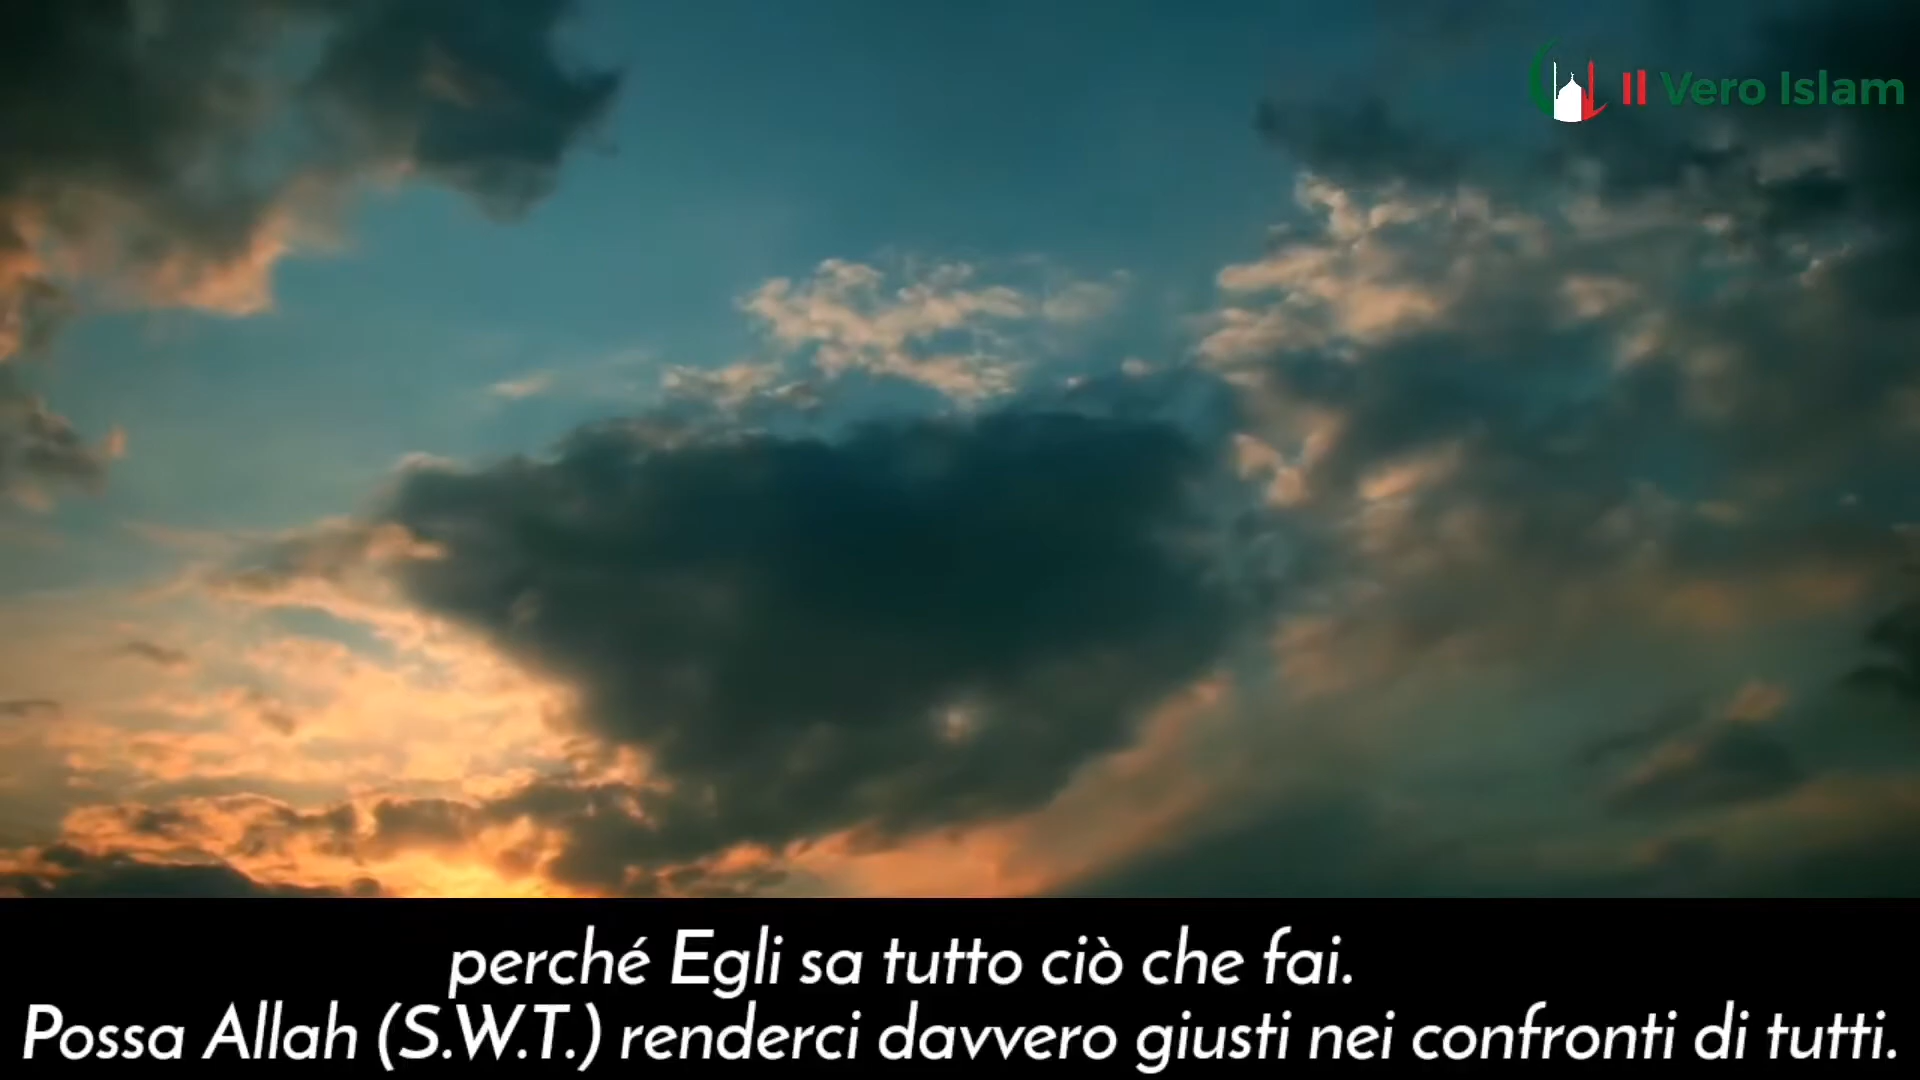 Il Vero Islam
perché Egli sa tutto ciò che fai.
Possa Allah (S.W.T.) renderci davvero giusti nei confronti di tutti.